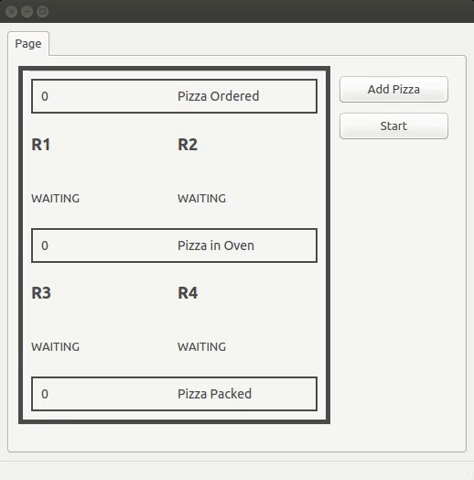 Page
0 Pizza Ordered
Add Pizza
Start
R1 R2
WAITING WAITING
0 Pizza in Oven
R3 R4
WAITING WAITING
0 Pizza Packed